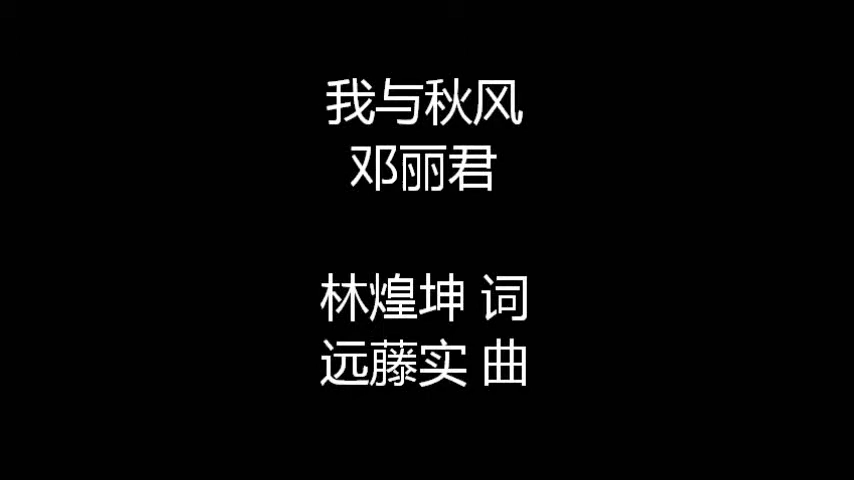 我与秋风
邓丽君
林煌坤 词
远藤实 曲